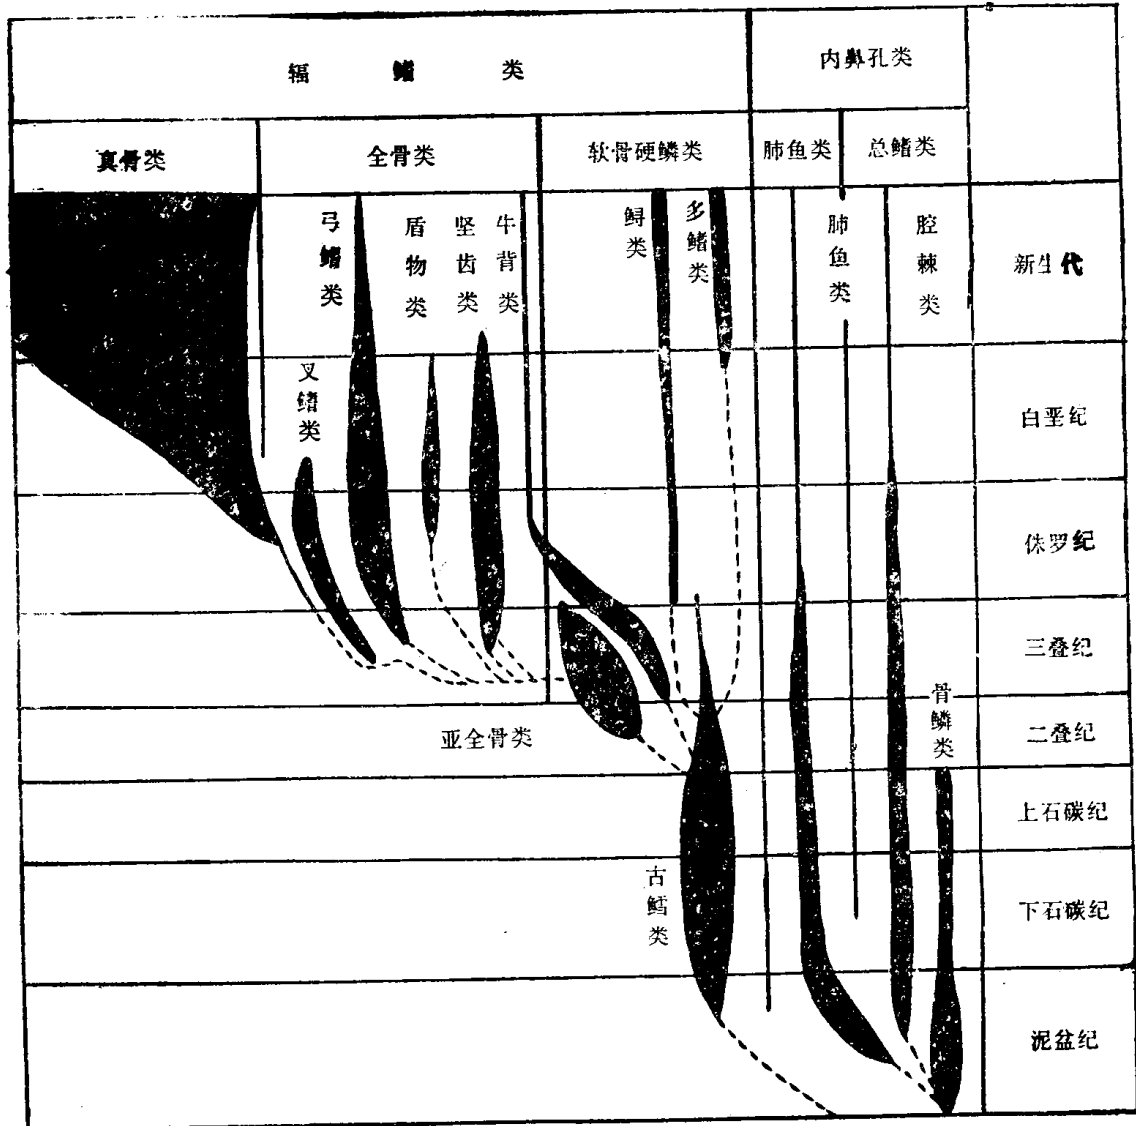 辐鳍类
内鼻孔类
真骨类
全骨类
软骨硬鳞类
肺鱼类
总鳍类
弓鳍类
盾物类
坚齿类
牛背类
鲟类
多鳍类
肺鱼类
腔棘类
新生代
叉鳍类
白垩纪
侏罗纪
三叠纪
骨鳞类
亚全骨类
二叠纪
上石碳纪
古鳕类
下石碳纪
泥盆纪